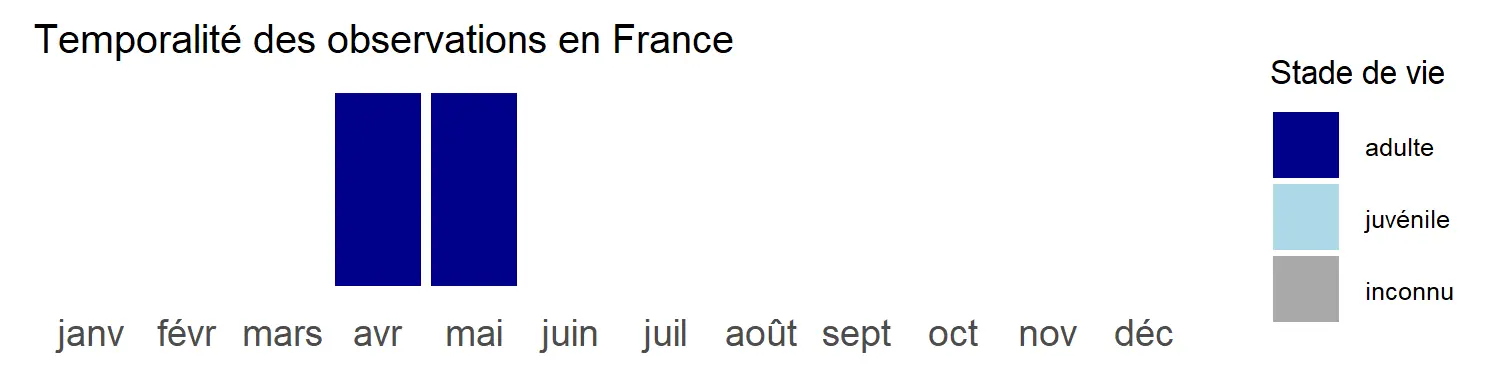 Temporalité des observations en France
Stade de vie
adulte
juvénile
inconnu
janv févr mars avr mai juin juil août sept oct nov déc